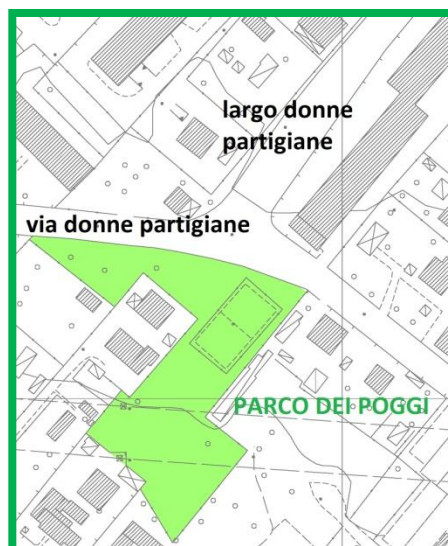 largo donne
partigiane
via donne partigiane
PARCO DEI POGGI